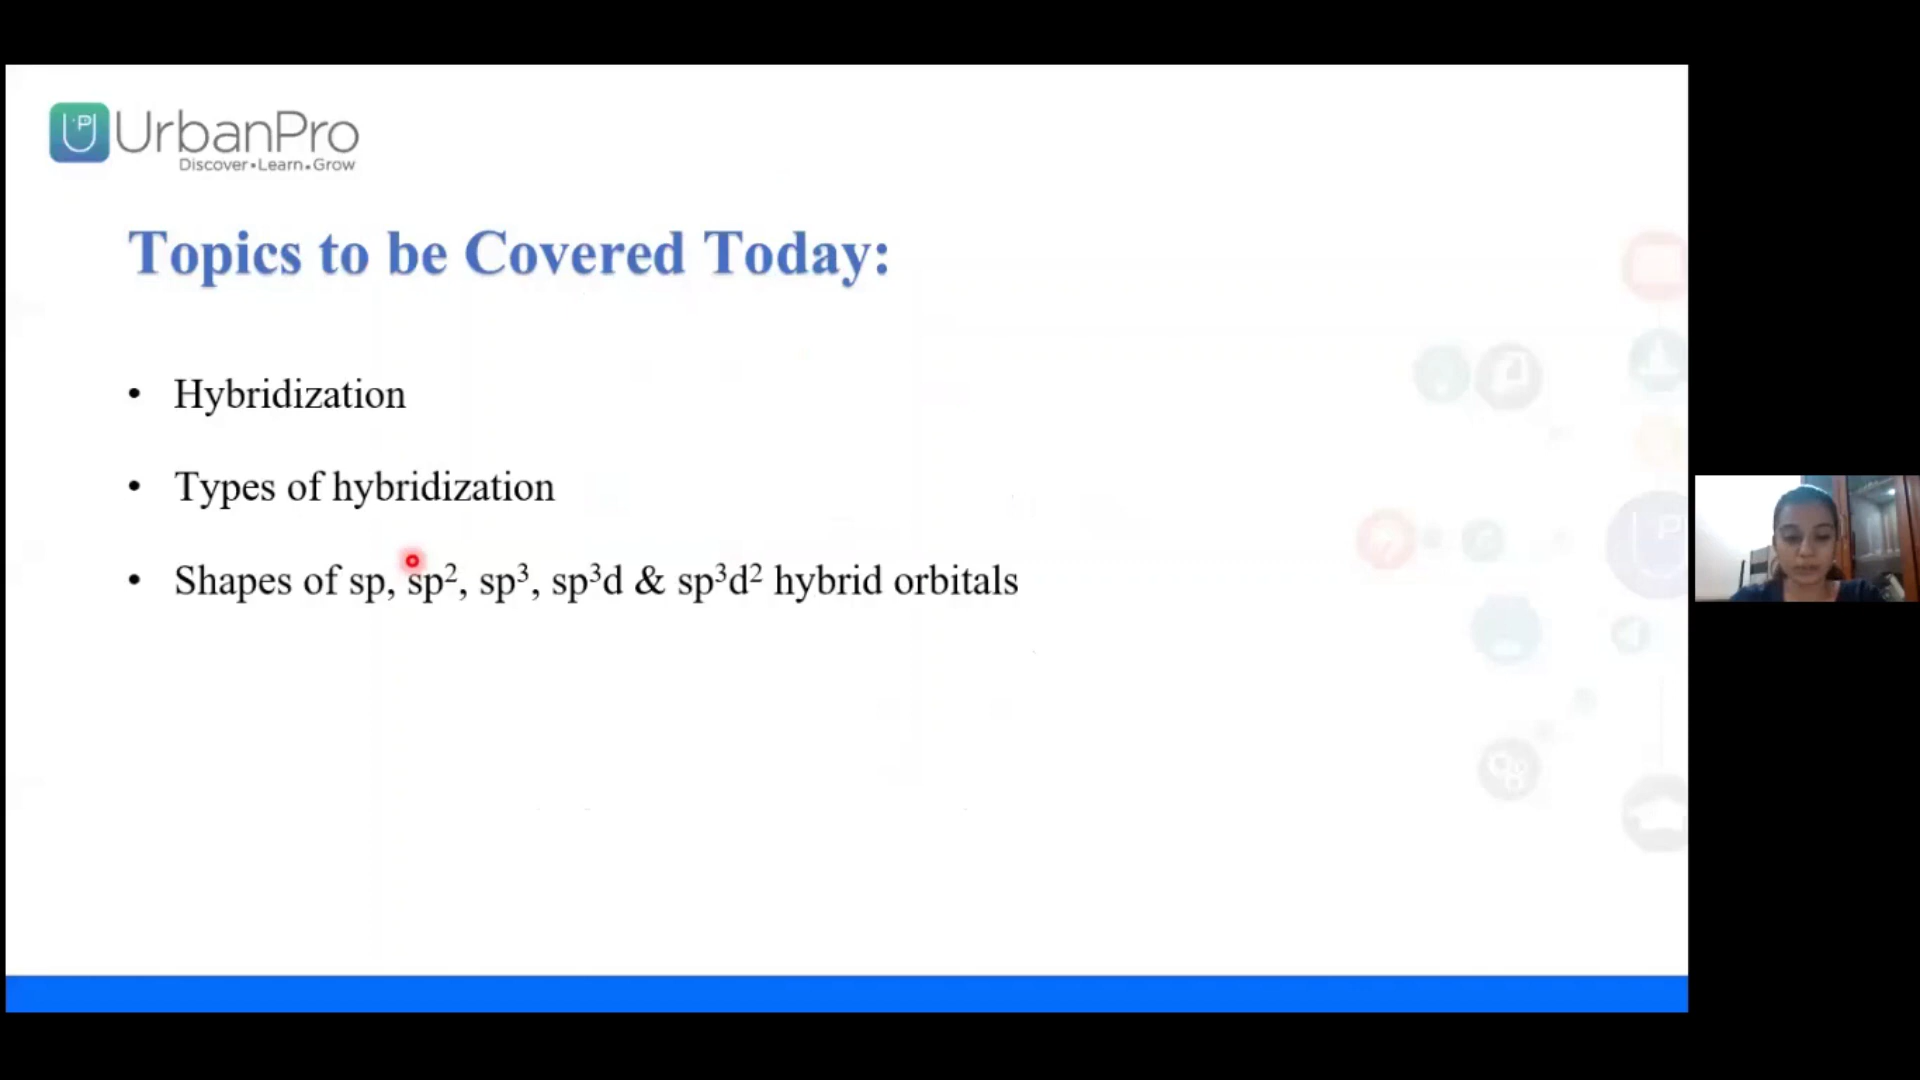 UrbanPro
Discover•Learn•Grow
Topics to be Covered Today:
• Hybridization
• Types of hybridization
• Shapes of sp, sp², sp³, sp³d & sp³d² hybrid orbitals